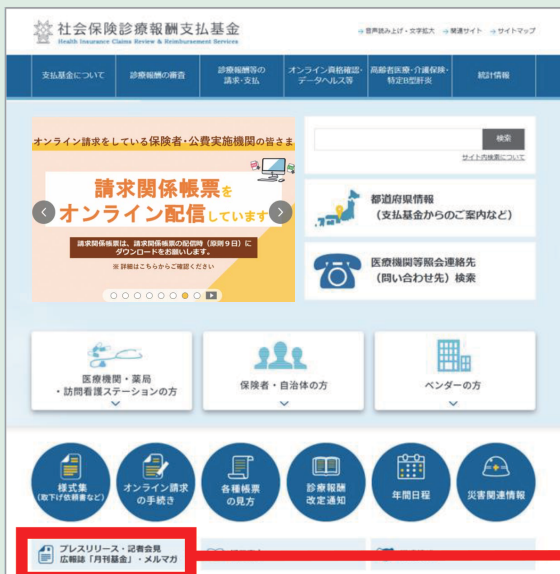 社会保険診療報酬支払基金
Health Insurance Claims Review & Reimbursement Services
音声読み上げ・文字拡大 関連サイト サイトマップ
支払基金について
診療報酬の審査
診療報酬等の
請求・支払
オンライン資格確認・
データヘルス等
高齢者医療・介護保険・
特定B型肝炎
統計情報
オンライン請求をしている保険者・公費実施機関の皆さま
請求関係帳票を
オンライン配信しています
請求関係帳票は、請求関係帳票の配信時（原則9日）に
ダウンロードをお願いします。
※詳細はこちらからご確認ください
検索
サイト内検索について
都道府県情報
（支払基金からのご案内など）
医療機関等照会連絡先
（問い合わせ先）検索
医療機関・薬局
・訪問看護ステーションの方
保険者・自治体の方
ベンダーの方
様式集
（取下げ依頼書など）
オンライン請求
の手続き
各種帳票
の見方
診療報酬
改定通知
年間日程
災害関連情報
プレスリリース・記者会見
広報誌「月刊基金」・メルマガ